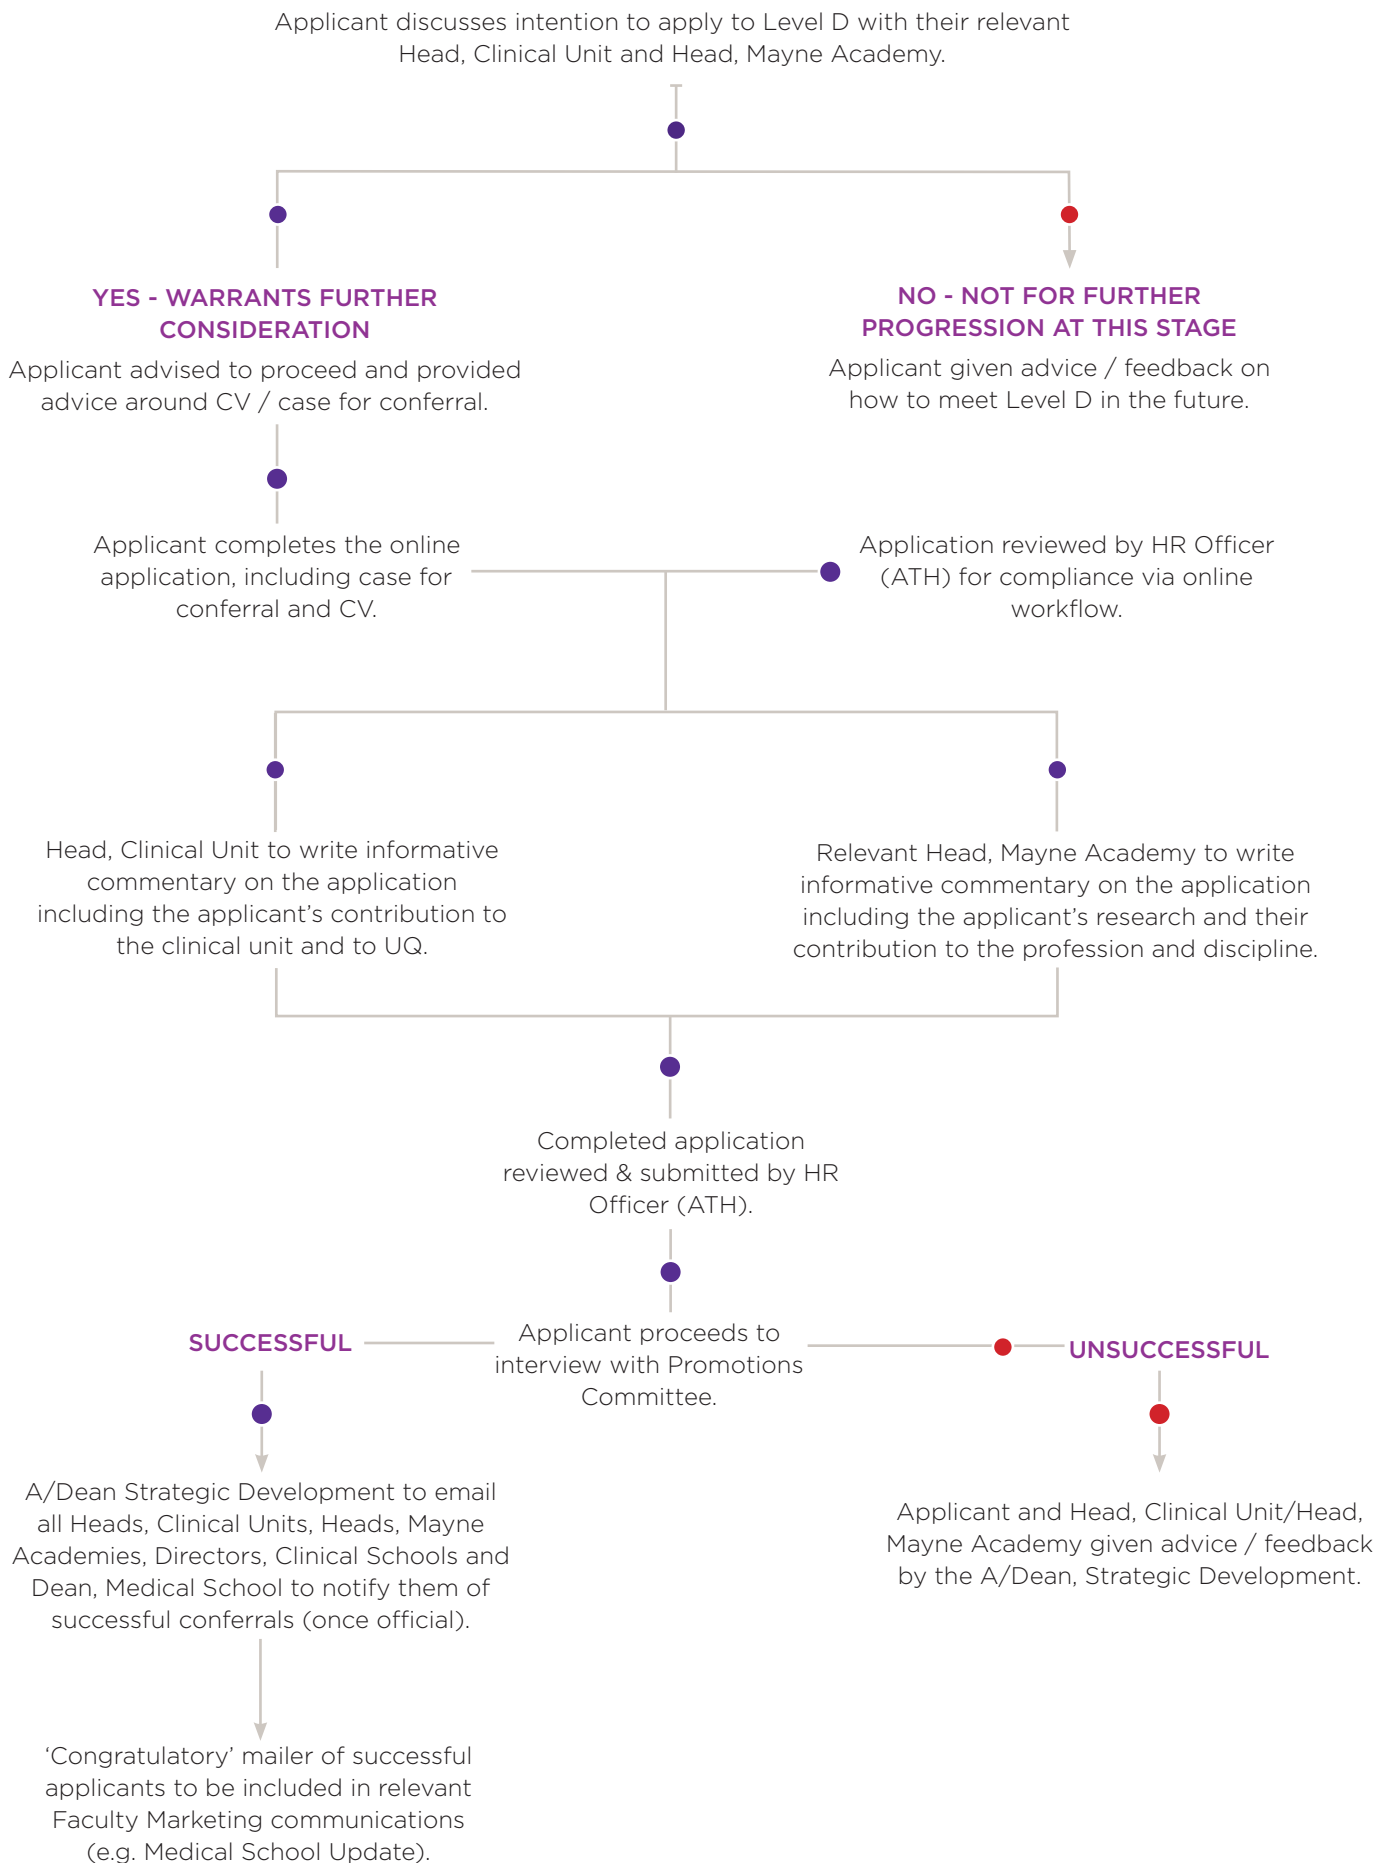 Applicant discusses intention to apply to Level D with their relevant
Head, Clinical Unit and Head, Mayne Academy.
YES - WARRANTS FURTHER
CONSIDERATION
Applicant advised to proceed and provided
advice around CV / case for conferral.
NO - NOT FOR FURTHER
PROGRESSION AT THIS STAGE
Applicant given advice / feedback on
how to meet Level D in the future.
Applicant completes the online
application, including case for
conferral and CV.
Application reviewed by HR Officer
(ATH) for compliance via online
workflow.
Head, Clinical Unit to write informative
commentary on the application
including the applicant’s contribution to
the clinical unit and to UQ.
Relevant Head, Mayne Academy to write
informative commentary on the application
including the applicant’s research and their
contribution to the profession and discipline.
Completed application
reviewed & submitted by HR
Officer (ATH).
Applicant proceeds to
interview with Promotions
Committee.
SUCCESSFUL
UNSUCCESSFUL
A/Dean Strategic Development to email
all Heads, Clinical Units, Heads, Mayne
Academies, Directors, Clinical Schools and
Dean, Medical School to notify them of
successful conferrals (once official).
Applicant and Head, Clinical Unit/Head,
Mayne Academy given advice / feedback
by the A/Dean, Strategic Development.
‘Congratulatory’ mailer of successful
applicants to be included in relevant
Faculty Marketing communications
(e.g. Medical School Update).